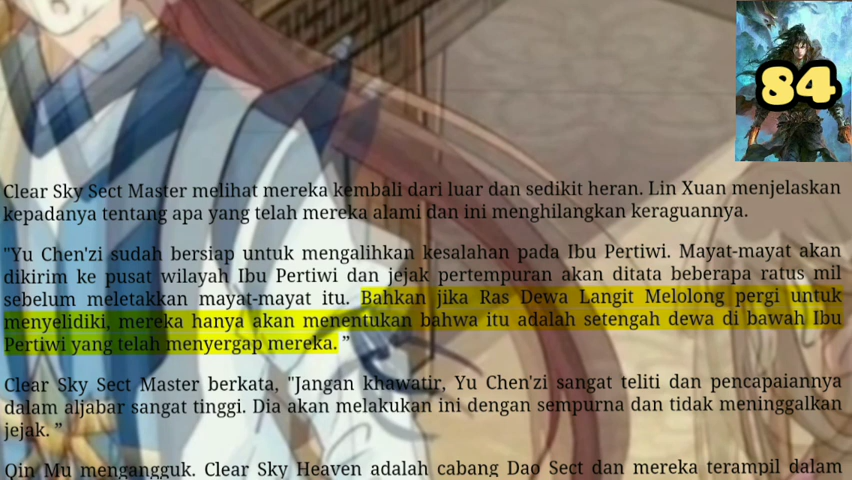 84
Clear Sky Sect Master melihat mereka kembali dari luar dan sedikit heran. Lin Xuan menjelaskan
kepadanya tentang apa yang telah mereka alami dan ini menghilangkan keraguannya.
"Yu Chen'zi sudah bersiap untuk mengalihkan kesalahan pada Ibu Pertiwi. Mayat-mayat akan
dikirim ke pusat wilayah Ibu Pertiwi dan jejak pertempuran akan ditata beberapa ratus mil
sebelum meletakkan mayat-mayat itu. Bahkan jika Ras Dewa Langit Melolong pergi untuk
menyelidiki, mereka hanya akan menentukan bahwa itu adalah setengah dewa di bawah Ibu
Pertiwi yang telah menyergap mereka. ”
Clear Sky Sect Master berkata, "Jangan khawatir, Yu Chen'zi sangat teliti dan pencapaiannya
dalam aljabar sangat tinggi. Dia akan melakukan ini dengan sempurna dan tidak meninggalkan
jejak. ”
Qin Mu mengangguk. Clear Sky Heaven adalah cabang Dao Sect dan mereka terampil dalam